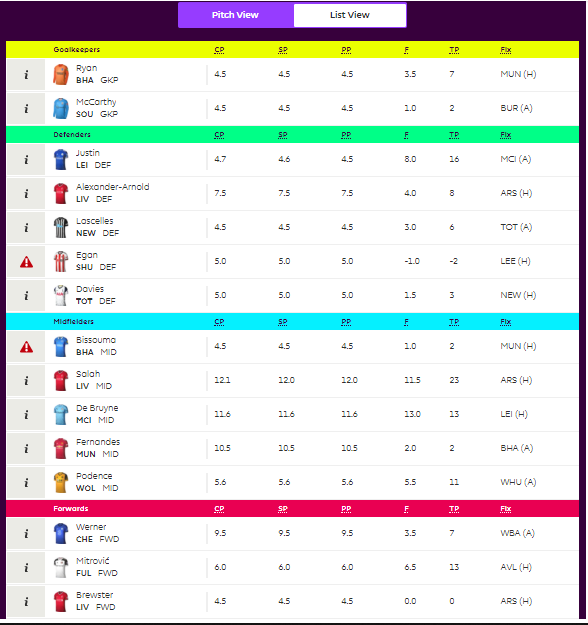 Pitch View List View
Goalkeepers CP SP PP F TP Fix
i Ryan 4.5 4.5 4.5 3.5 7 MUN (H)
BHA GKP
i McCarthy 4.5 4.5 4.5 1.0 2 BUR (A)
SOU GKP
Defenders CP SP PP F TP Fix
i Justin 4.7 4.6 4.5 8.0 16 MCI (A)
LEI DEF
i Alexander-Arnold 7.5 7.5 7.5 4.0 8 ARS (H)
LIV DEF
i Lascelles 4.5 4.5 4.5 3.0 6 TOT (A)
NEW DEF
Egan 5.0 5.0 5.0 -1.0 -2 LEE (H)
SHU DEF
i Davies 5.0 5.0 5.0 1.5 3 NEW (H)
TOT DEF
Midfielders CP SP PP F TP Fix
Bissouma 4.5 4.5 4.5 1.0 2 MUN (H)
BHA MID
i Salah 12.1 12.0 12.0 11.5 23 ARS (H)
LIV MID
i De Bruyne 11.6 11.6 11.6 13.0 13 LEI (H)
MCI MID
i Fernandes 10.5 10.5 10.5 2.0 2 BHA (A)
MUN MID
i Podence 5.6 5.6 5.6 5.5 11 WHU (A)
WOL MID
Forwards CP SP PP F TP Fix
i Werner 9.5 9.5 9.5 3.5 7 WBA (A)
CHE FWD
i Mitrović 6.0 6.0 6.0 6.5 13 AVL (H)
FUL FWD
i Brewster 4.5 4.5 4.5 0.0 0 ARS (H)
LIV FWD